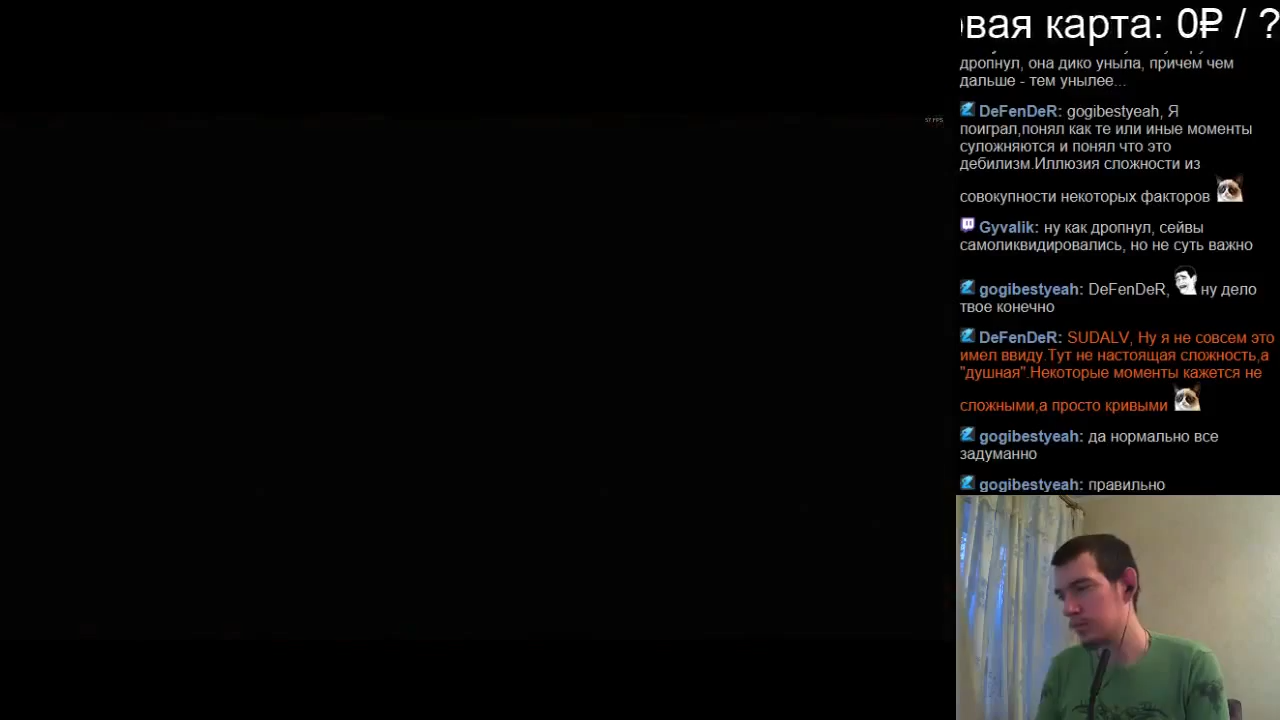 овая карта: 0₽ / ?
дропнул, она дико уныла, причем чем
дальше - тем унылее...
57 FPS
DeFenDeR: gogibestyeah, Я
поиграл,понял как те или иные моменты
суложняются и понял что это
дебилизм.Иллюзия сложности из
совокупности некоторых факторов
Gyvalik: ну как дропнул, сейвы
самоликвидировались, но не суть важно
gogibestyeah: DeFenDeR, ну дело
твое конечно
DeFenDeR: SUDALV, Ну я не совсем это
имел ввиду.Тут не настоящая сложность,а
"душная".Некоторые моменты кажется не
сложными,а просто кривыми
gogibestyeah: да нормально все
задуманно
gogibestyeah: правильно